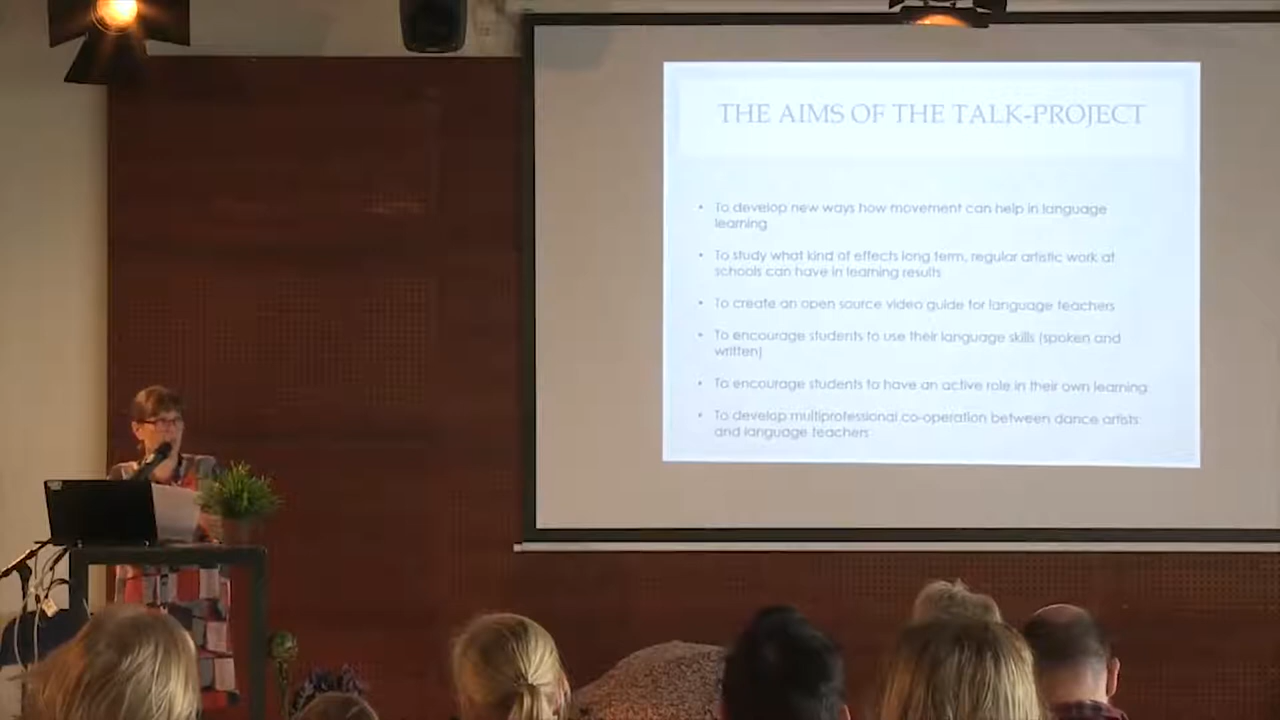 THE AIMS OF THE TALK-PROJECT
• To develop new ways how movement can help in language
learning
• To study what kind of effects long term, regular artistic work at
schools can have in learning results
• To create an open source video guide for language teachers
• To encourage students to use their language skills (spoken and
written)
• To encourage students to have an active role in their own learning
• To develop multiprofessional co-operation between dance artists
and language teachers